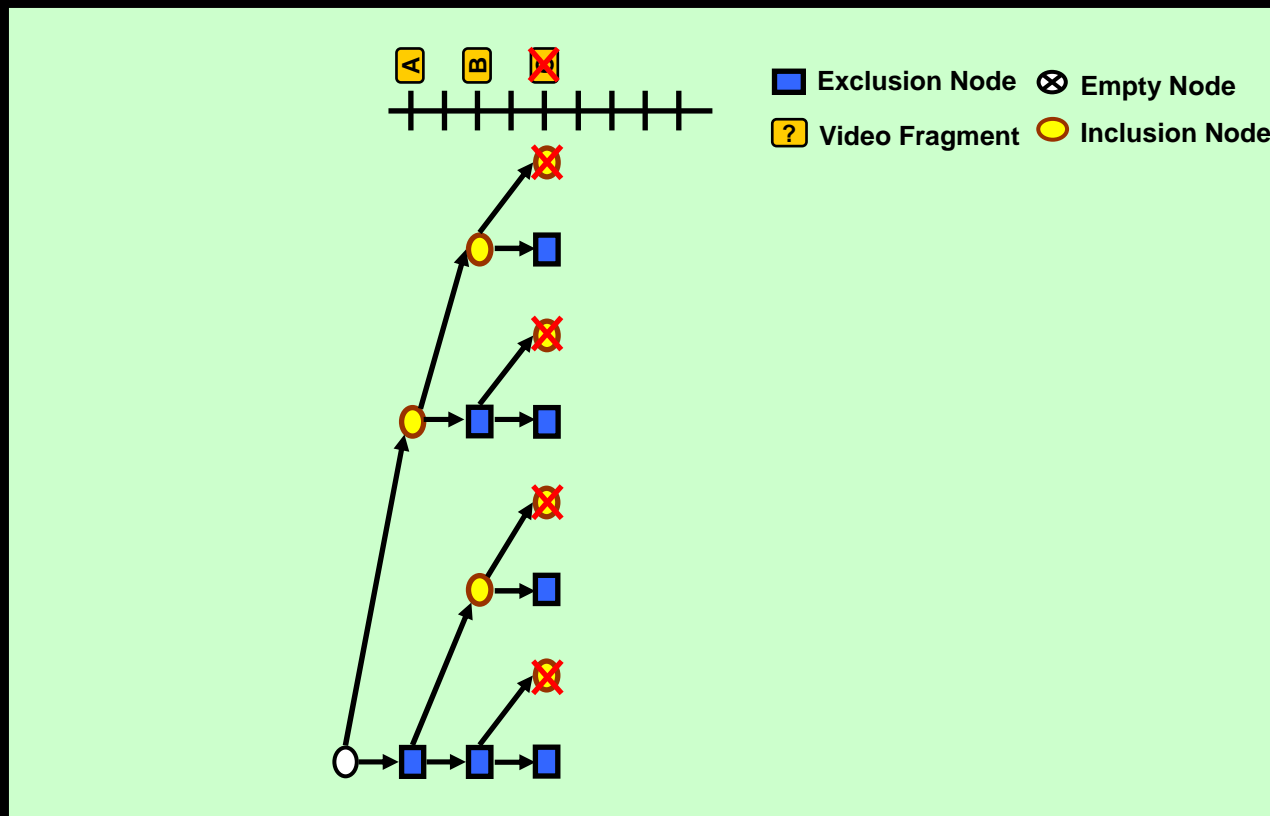 A
B
Exclusion Node
Empty Node
? Video Fragment
Inclusion Node